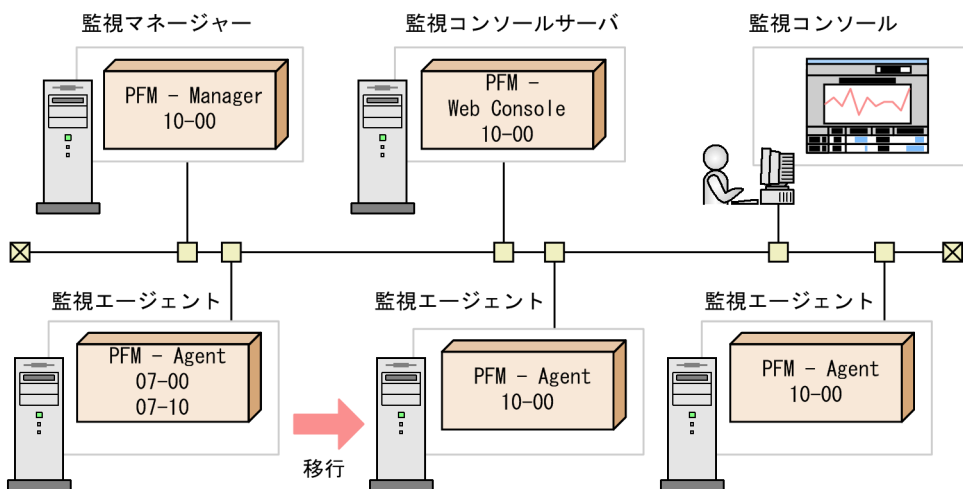 監視マネージャー
監視コンソールサーバ
監視コンソール
PFM - Manager
10-00
PFM -
Web Console
10-00
監視エージェント
監視エージェント
監視エージェント
PFM - Agent
07-00
07-10
PFM - Agent
10-00
PFM - Agent
10-00
移行